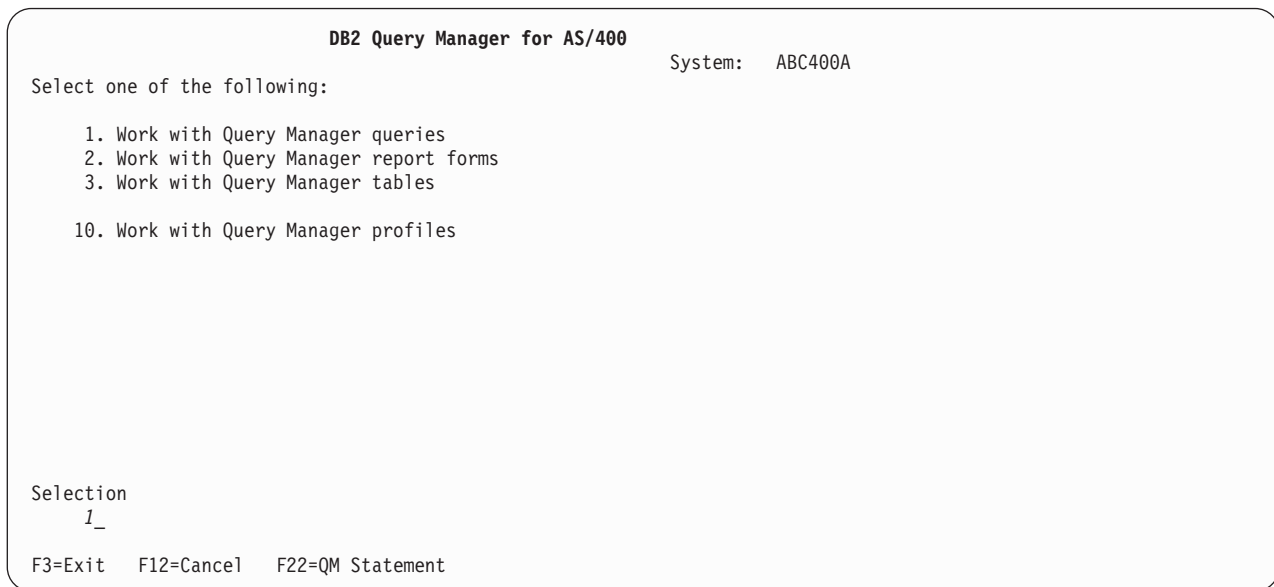 DB2 Query Manager for AS/400
System: ABC400A
Select one of the following:
1. Work with Query Manager queries
2. Work with Query Manager report forms
3. Work with Query Manager tables
10. Work with Query Manager profiles
Selection
1_
F3=Exit F12=Cancel F22=QM Statement